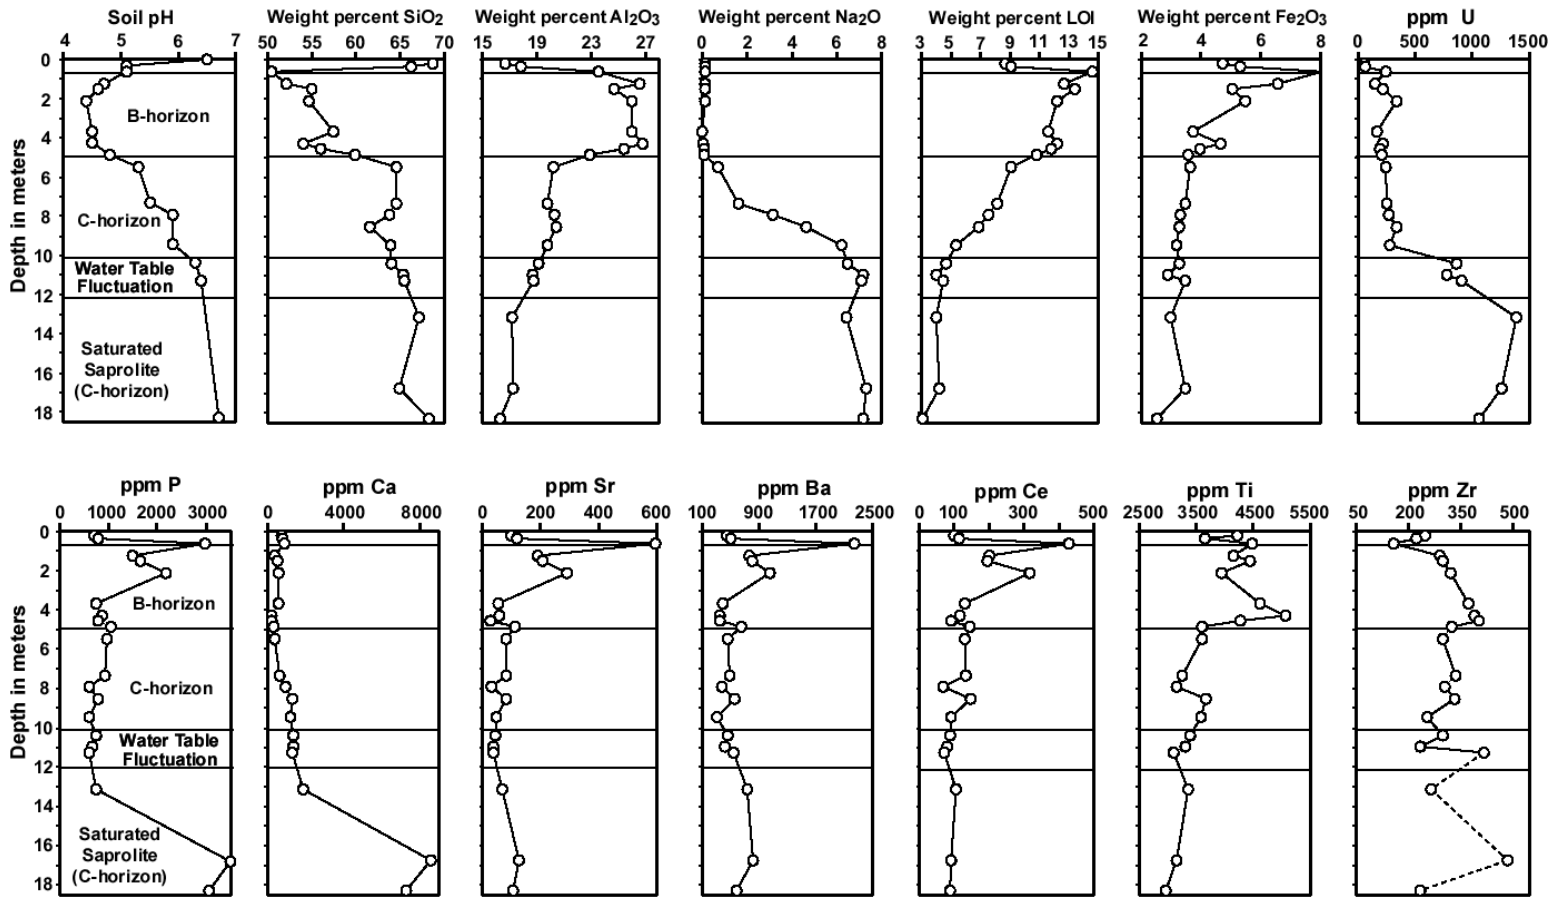 Soil pH
4 5 6 7
Weight percent SiO₂
50 55 60 65 70
Weight percent Al₂O₃
15 19 23 27
Weight percent Na₂O
0 2 4 6 8
Weight percent LOI
3 5 7 9 11 13 15
Weight percent Fe₂O₃
2 4 6 8
ppm U
0 500 1000 1500
Depth in meters
0
2
4
6
8
10
12
14
16
18
B-horizon
C-horizon
Water Table
Fluctuation
Saturated
Saprolite
(C-horizon)
ppm P
0 1000 2000 3000
ppm Ca
0 4000 8000
ppm Sr
0 200 400 600
ppm Ba
100 900 1700 2500
ppm Ce
0 100 300 500
ppm Ti
2500 3500 4500 5500
ppm Zr
50 200 350 500
Depth in meters
0
2
4
6
8
10
12
14
16
18
B-horizon
C-horizon
Water Table
Fluctuation
Saturated
Saprolite
(C-horizon)